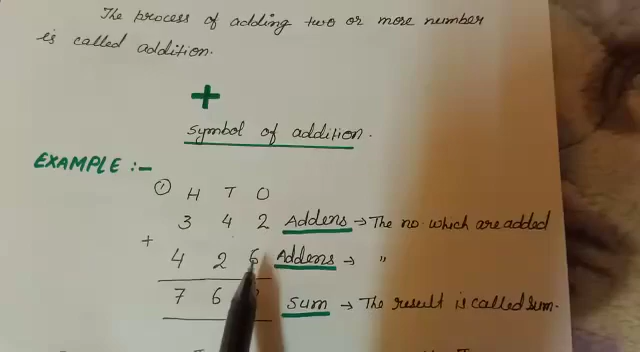 The process of adding two or more number
is called addition.
+
symbol of addition.
EXAMPLE :-
① H T O
3 4 2 Addens → The no. which are added
+
4 2 6 Addens → "
7 6 Sum → The result is called sum.